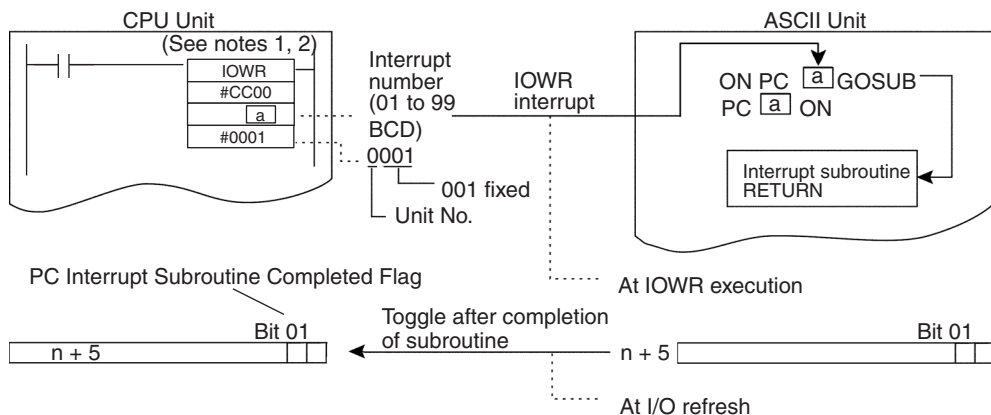 CPU Unit
(See notes 1, 2)
IOWR
#CC00
a
#0001
Interrupt
number
(01 to 99
BCD)
0001
001 fixed
Unit No.
IOWR
interrupt
ASCII Unit
ON PC a GOSUB
PC a ON
Interrupt subroutine
RETURN
At IOWR execution
PC Interrupt Subroutine Completed Flag
Bit 01
n + 5
Toggle after completion
of subroutine
n + 5
Bit 01
At I/O refresh